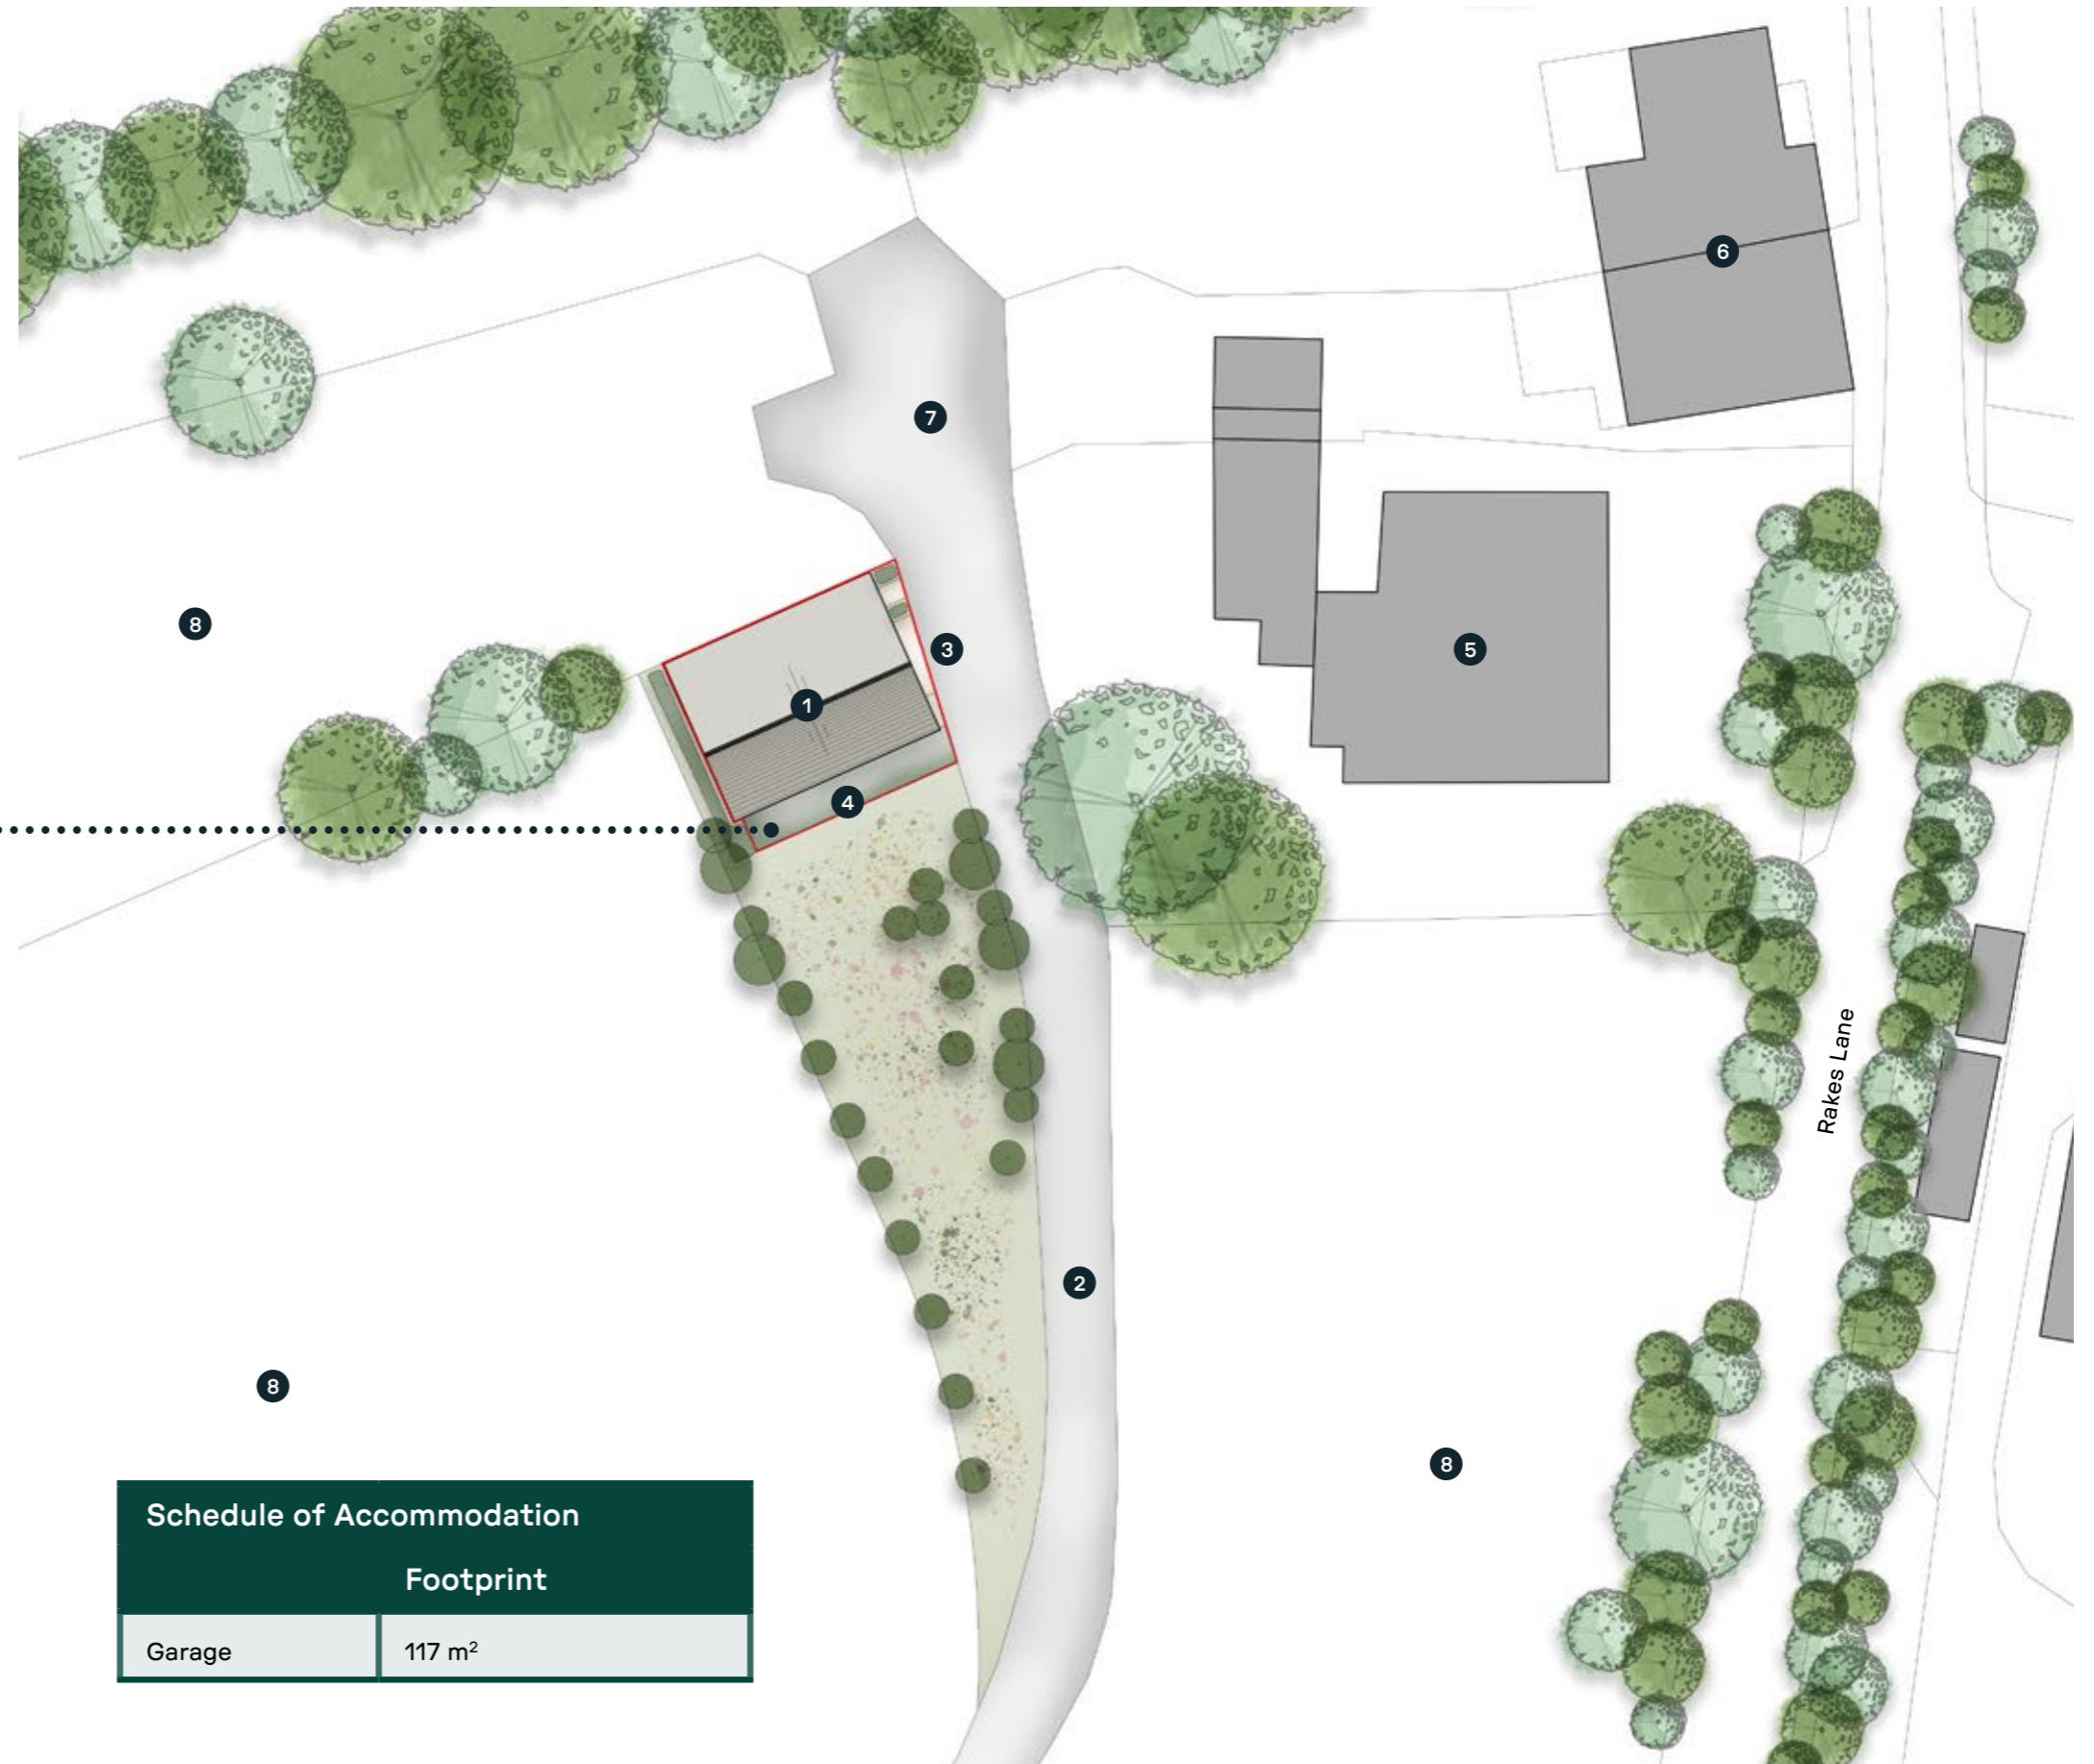 6
7
8
3
5
1
4
Rakes Lane
2
8
8
Schedule of Accommodation
Footprint
Garage 117 m²